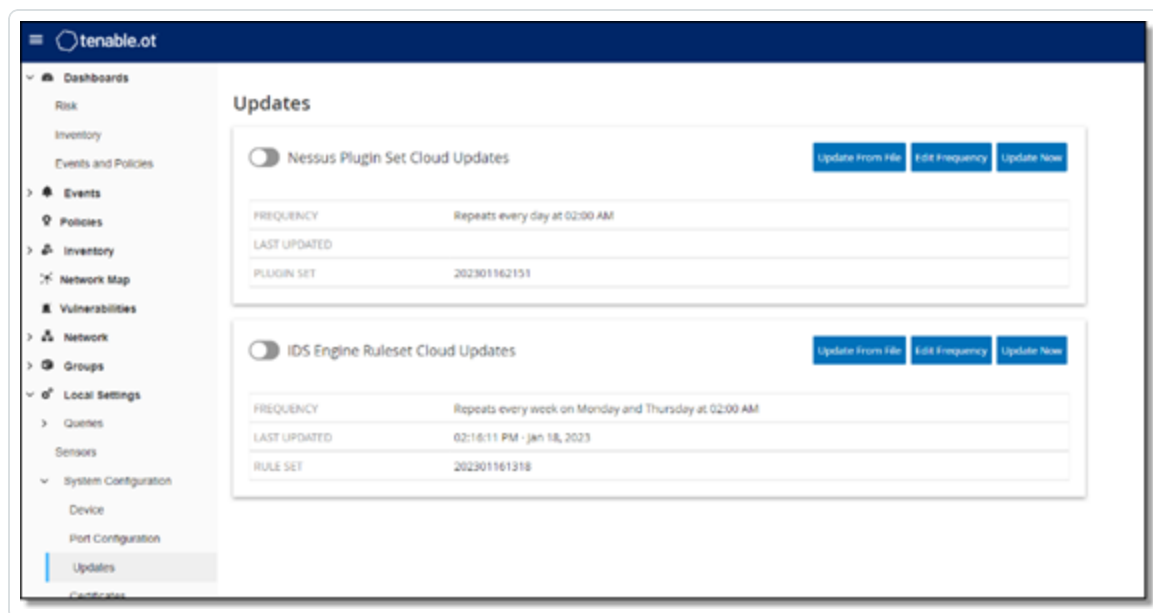 tenable.ot
Dashboards
Risk
Inventory
Events and Policies
Events
Policies
Inventory
Network Map
Vulnerabilities
Network
Groups
Local Settings
Queries
Sensors
System Configuration
Device
Port Configuration
Updates
Certificates
Updates
Nessus Plugin Set Cloud Updates
Update From File Edit Frequency Update Now
FREQUENCY Repeats every day at 02:00 AM
LAST UPDATED
PLUGIN SET 202301162151
IDS Engine Ruleset Cloud Updates
Update From File Edit Frequency Update Now
FREQUENCY Repeats every week on Monday and Thursday at 02:00 AM
LAST UPDATED 02:16:11 PM · Jan 18, 2023
RULE SET 202301161318